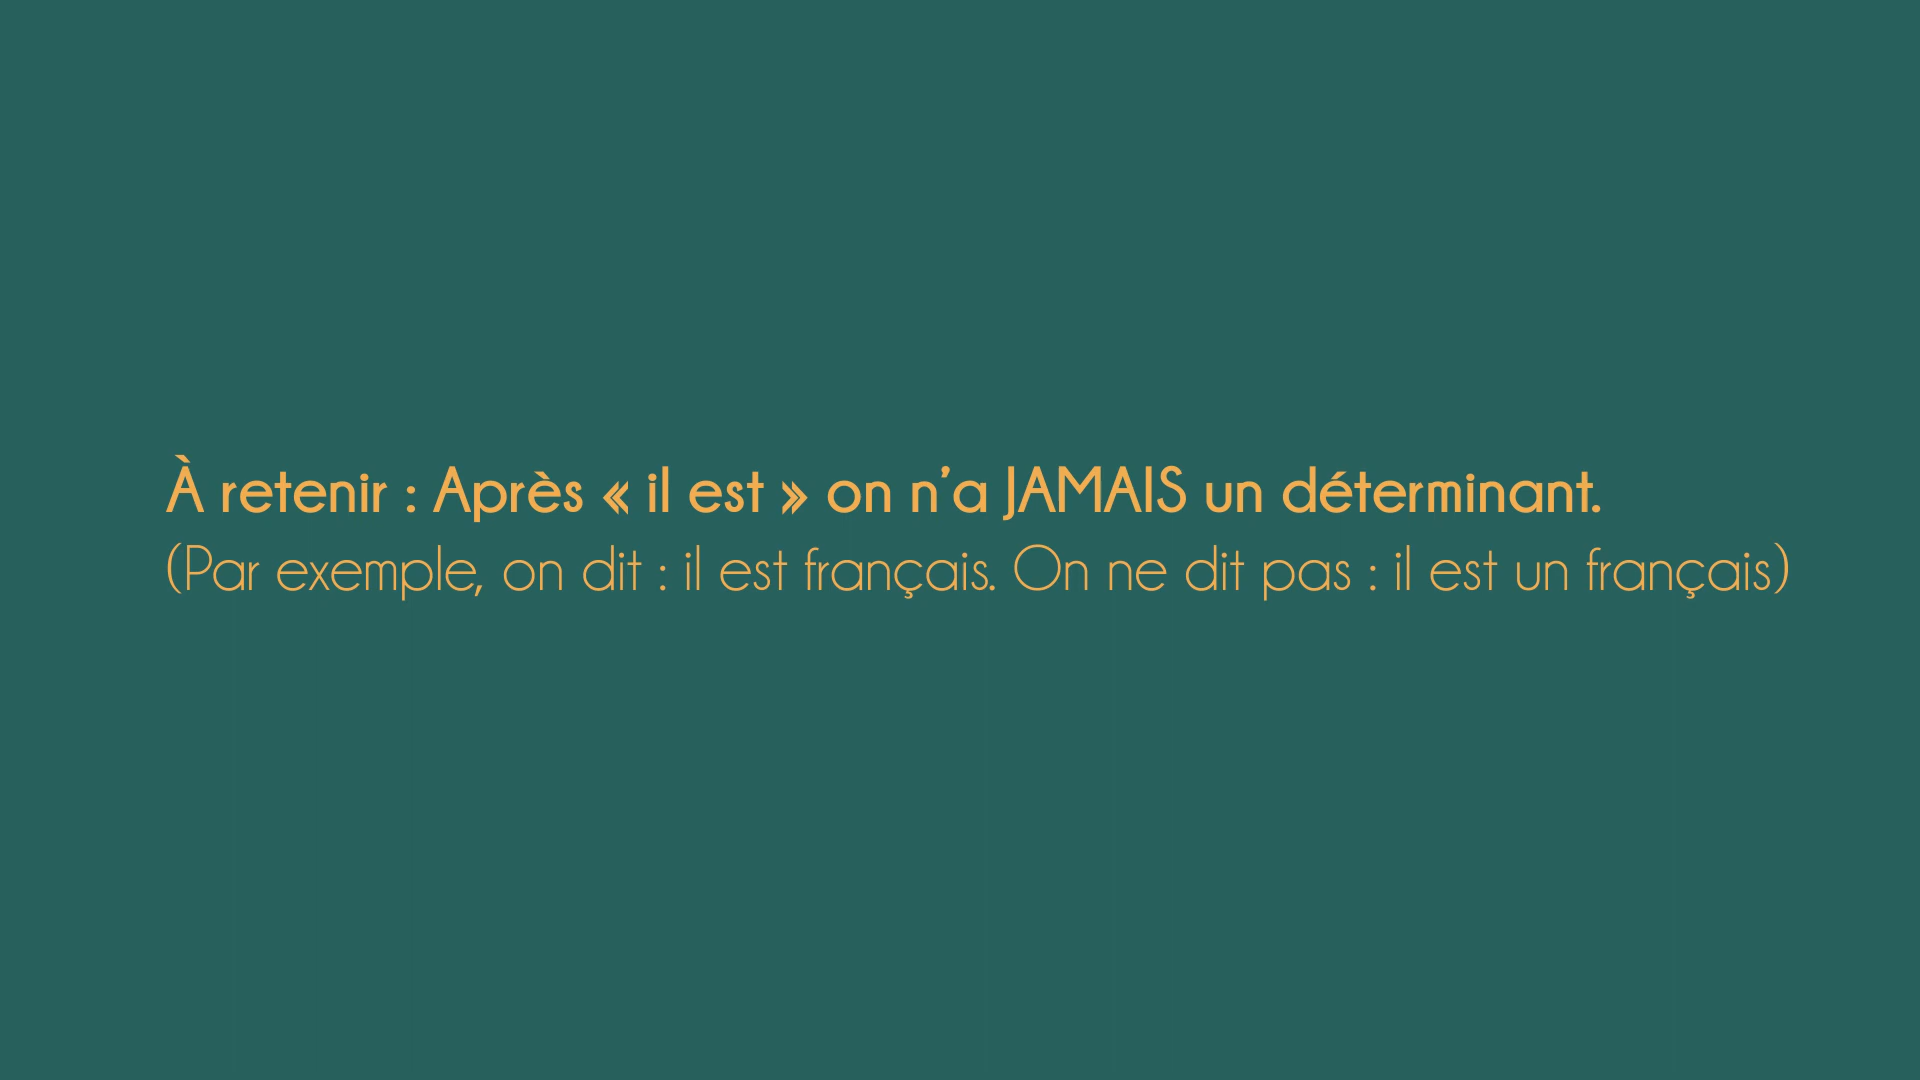 À retenir : Après « il est » on n’a JAMAIS un déterminant.
(Par exemple, on dit : il est français. On ne dit pas : il est un français)